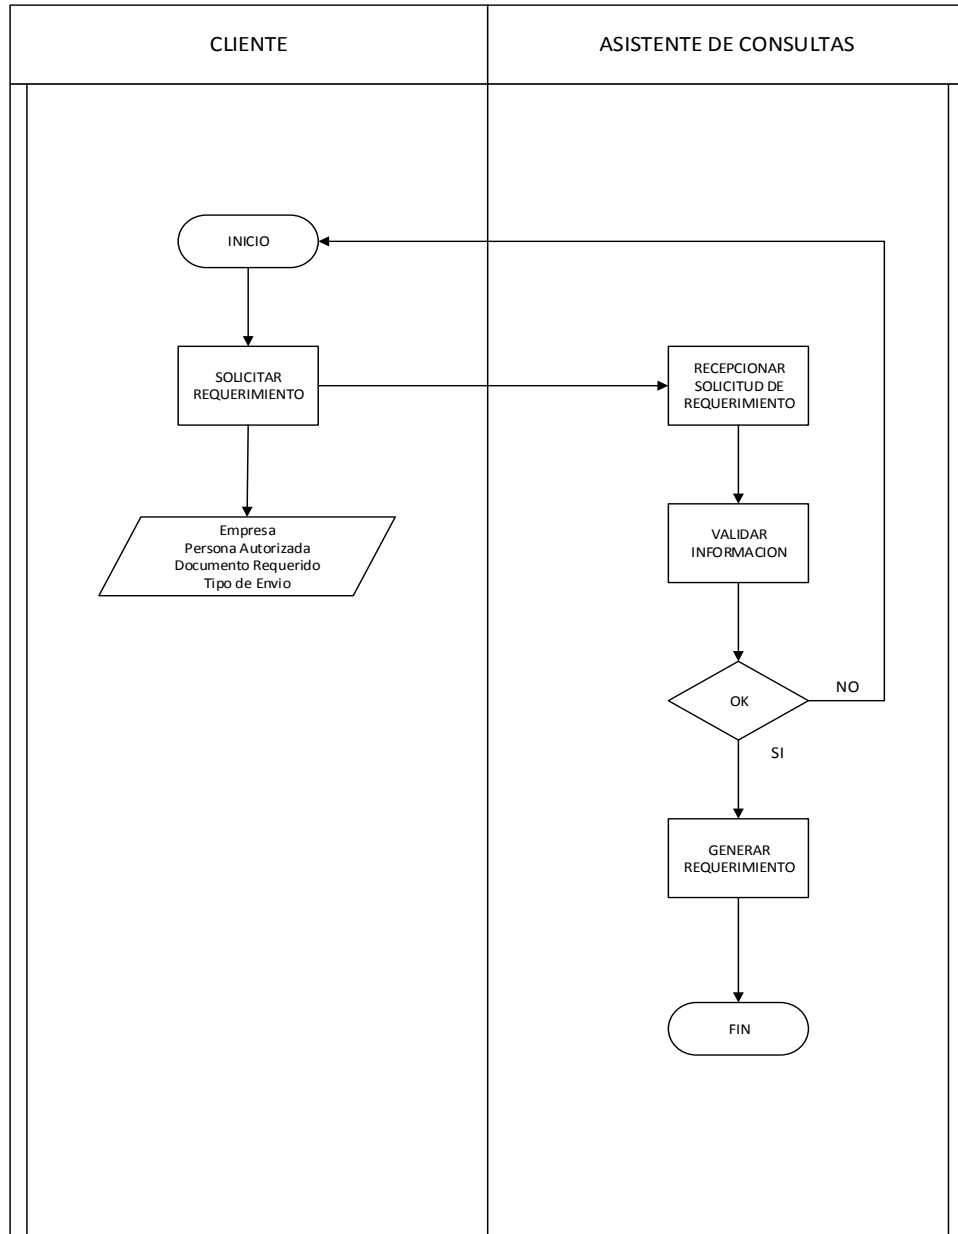 CLIENTE
ASISTENTE DE CONSULTAS
INICIO
SOLICITAR
REQUERIMIENTO
RECEPCIONAR
SOLICITUD DE
REQUERIMIENTO
Empresa
Persona Autorizada
Documento Requerido
Tipo de Envio
VALIDAR
INFORMACION
OK
NO
SI
GENERAR
REQUERIMIENTO
FIN